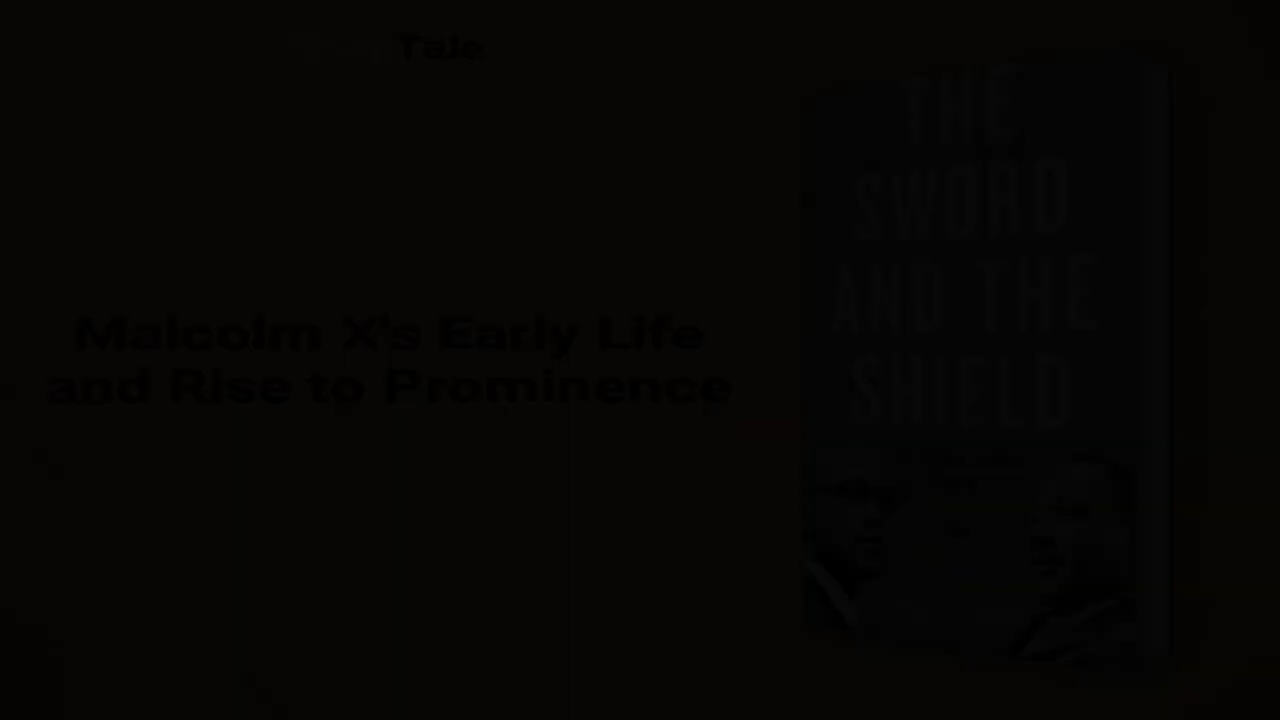 Tale
Malcolm X's Early Life
and Rise to Prominence
THE
SWORD
AND THE
SHIELD